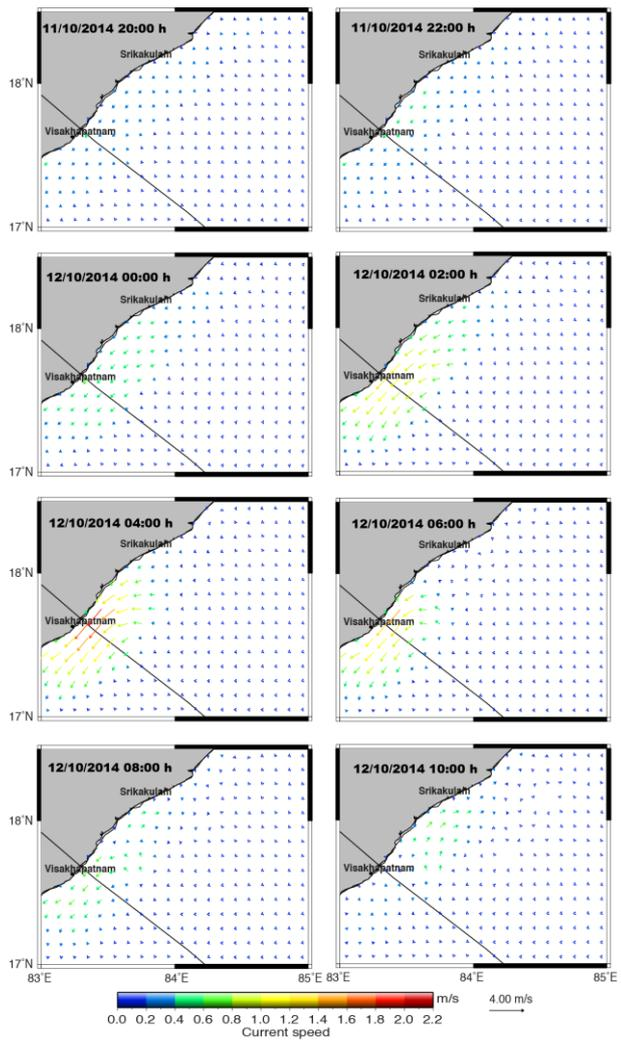 11/10/2014 20:00 h
Srikakulam
18°N
Visakhapatnam
17°N
11/10/2014 22:00 h
Srikakulam
Visakhapatnam
12/10/2014 00:00 h
Srikakulam
18°N
Visakhapatnam
17°N
12/10/2014 02:00 h
Srikakulam
Visakhapatnam
12/10/2014 04:00 h
Srikakulam
18°N
Visakhapatnam
17°N
12/10/2014 06:00 h
Srikakulam
Visakhapatnam
12/10/2014 08:00 h
Srikakulam
18°N
Visakhapatnam
17°N
83°E 84°E 85°E
12/10/2014 10:00 h
Srikakulam
Visakhapatnam
83°E 84°E 85°E
m/s
0.0 0.2 0.4 0.6 0.8 1.0 1.2 1.4 1.6 1.8 2.0 2.2
Current speed
4.00 m/s